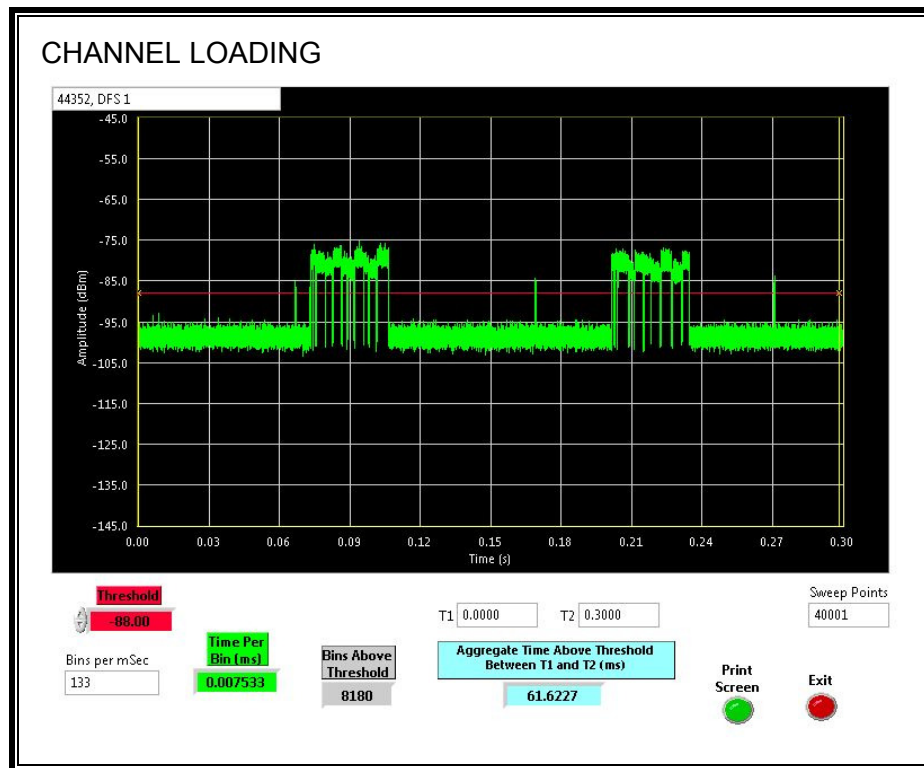 CHANNEL LOADING
44352, DFS 1
Amplitude (dBm)
-45.0
-55.0
-65.0
-75.0
-85.0
-95.0
-105.0
-115.0
-125.0
-135.0
-145.0
0.00 0.03 0.06 0.09 0.12 0.15 0.18 0.21 0.24 0.27 0.30
Time (s)
Threshold
-88.00
Bins per mSec
133
Time Per
Bin (ms)
0.007533
Bins Above
Threshold
8180
T1 0.0000 T2 0.3000
Aggregate Time Above Threshold
Between T1 and T2 (ms)
61.6227
Sweep Points
40001
Print
Screen
Exit